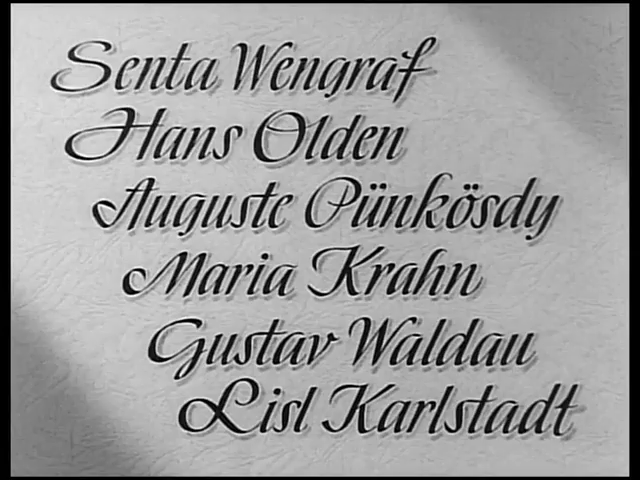 Senta Wengraf
Hans Olden
Auguste Pünkösdy
Maria Krahn
Gustav Waldau
Lisl Karlstadt